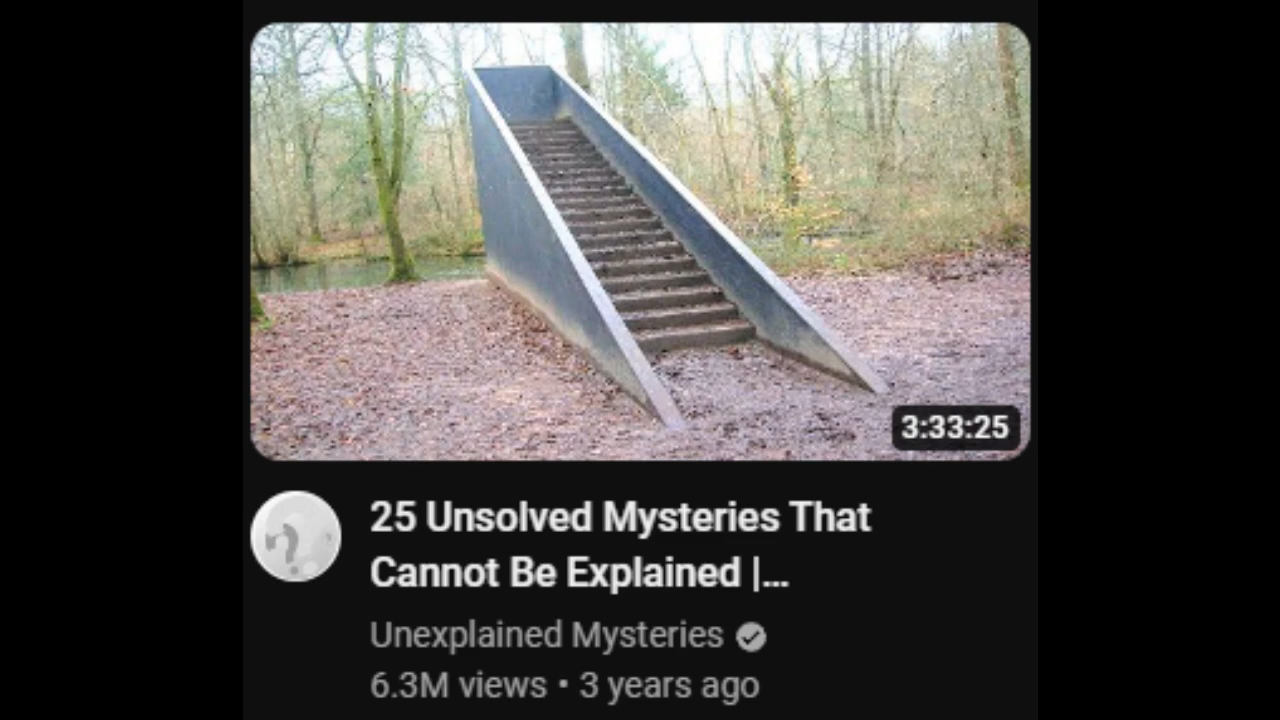 3:33:25
25 Unsolved Mysteries That
Cannot Be Explained |...
Unexplained Mysteries
6.3M views • 3 years ago